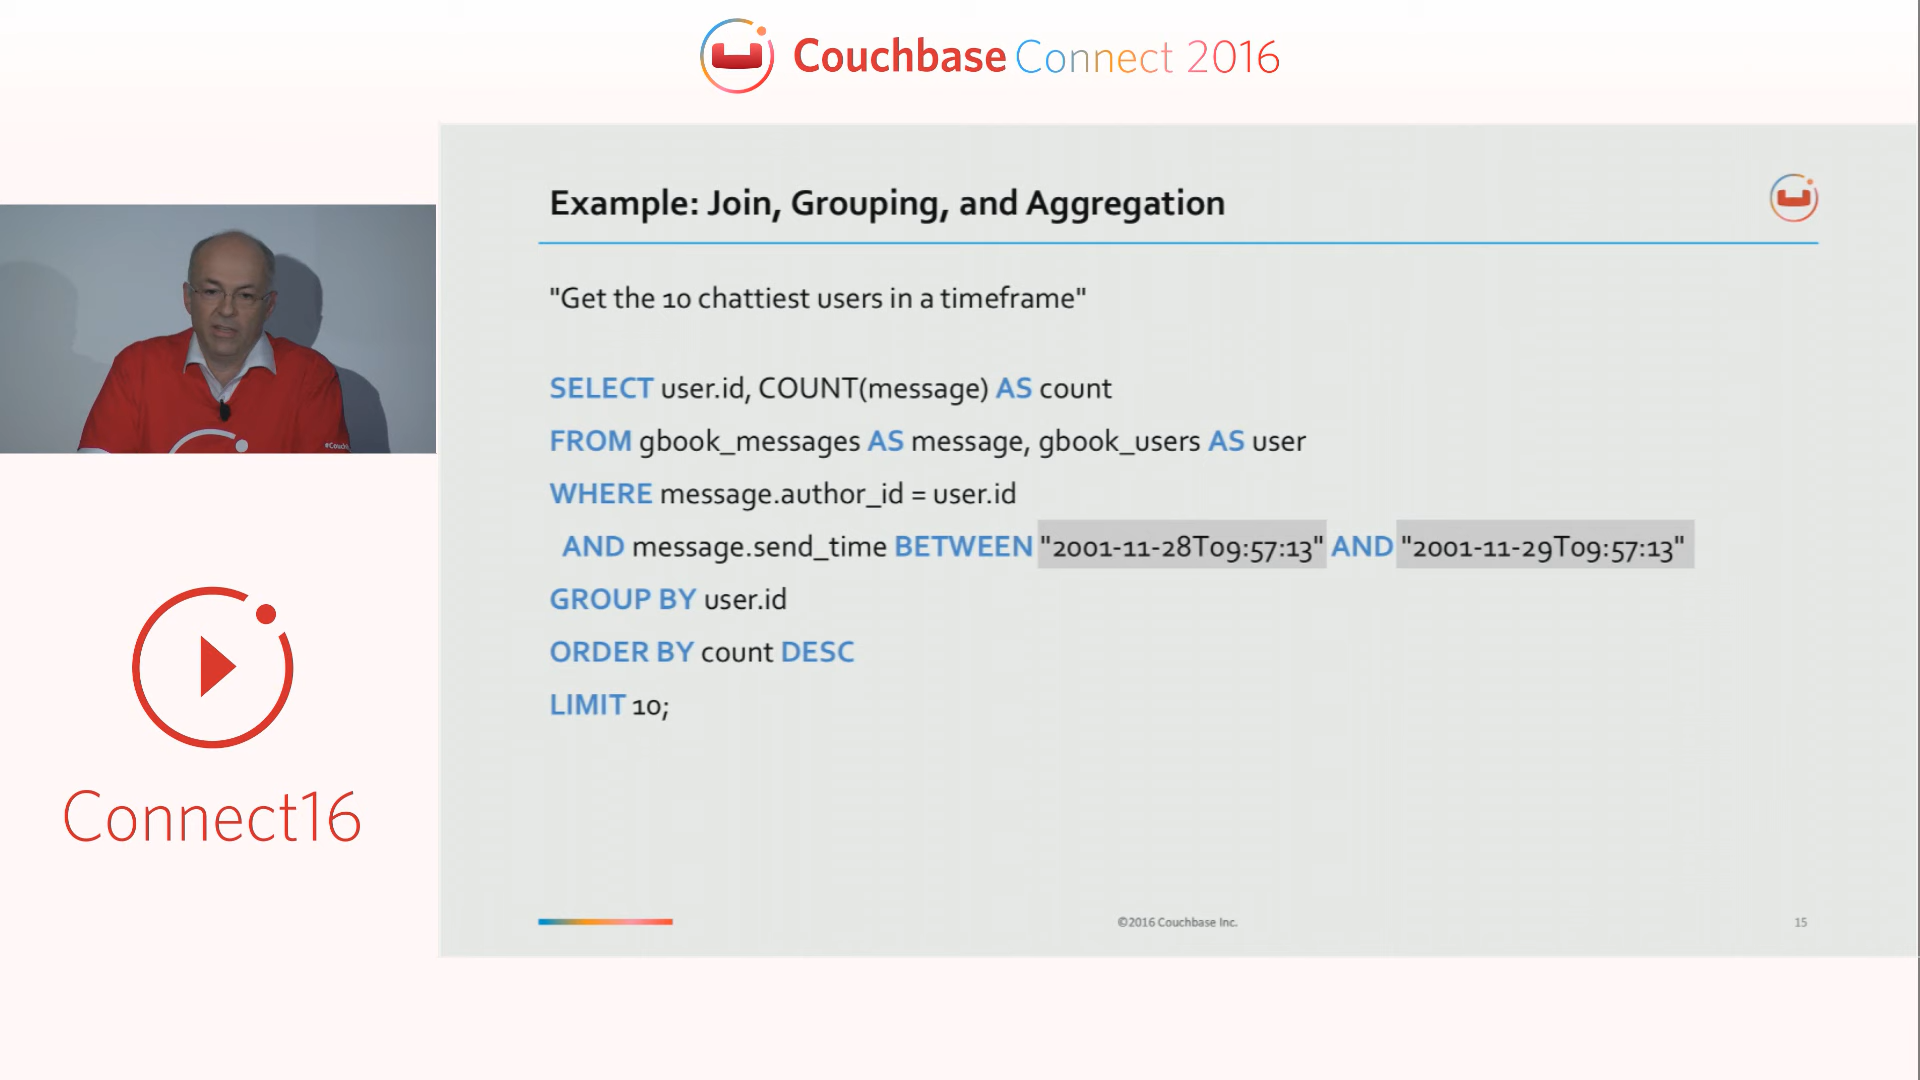 Couchbase Connect 2016
Example: Join, Grouping, and Aggregation
"Get the 10 chattiest users in a timeframe"
SELECT user.id, COUNT(message) AS count
FROM gbook_messages AS message, gbook_users AS user
WHERE message.author_id = user.id
AND message.send_time BETWEEN "2001-11-28T09:57:13" AND "2001-11-29T09:57:13"
GROUP BY user.id
ORDER BY count DESC
LIMIT 10;
©2016 Couchbase Inc.
15
Connect16